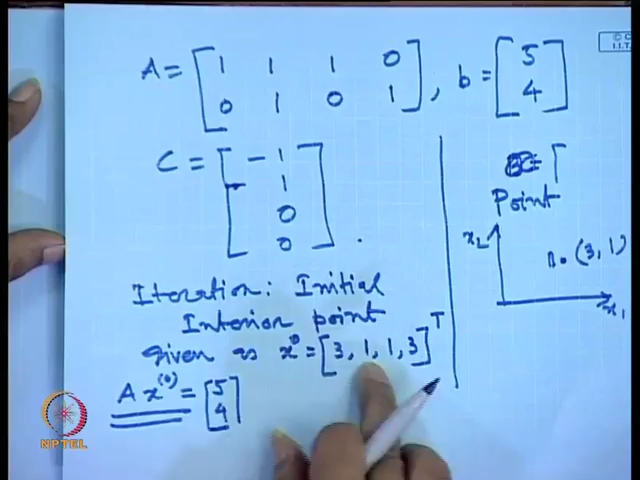 A = [ 1 1 1 0
0 1 0 1 ], b = [ 5
4 ]
C = [ -1
1
0
0 ].
Iteration: Initial
Interior point
given as x⁰ = [3, 1, 1, 3]ᵀ
A x⁽⁰⁾ = [ 5
4 ]
Point
x₂
(3, 1)
x₁
© C
I.I.T.
NPTEL